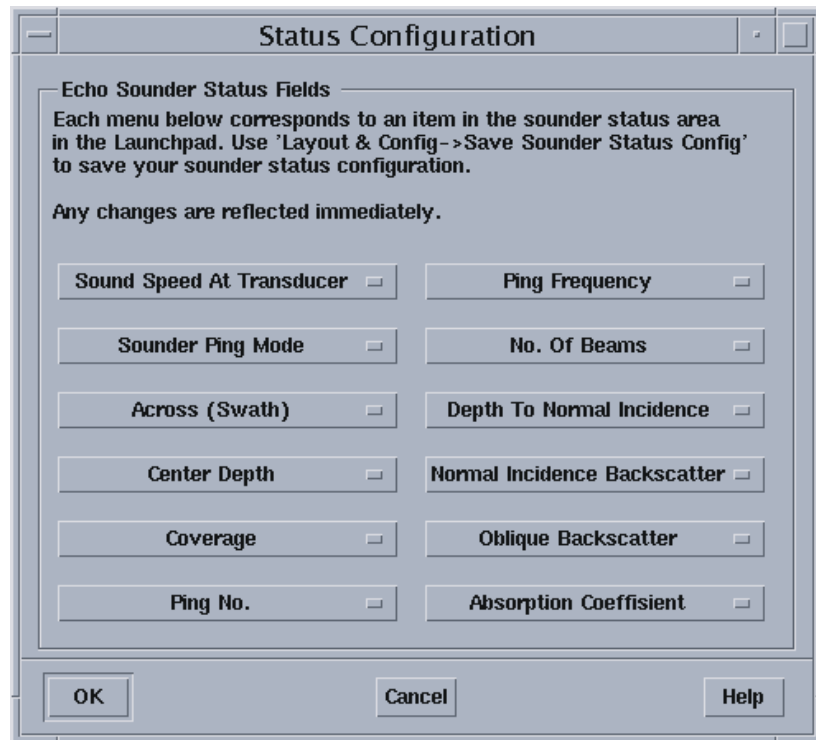 Status Configuration
Echo Sounder Status Fields
Each menu below corresponds to an item in the sounder status area
in the Launchpad. Use 'Layout & Config->Save Sounder Status Config'
to save your sounder status configuration.
Any changes are reflected immediately.
Sound Speed At Transducer
Ping Frequency
Sounder Ping Mode
No. Of Beams
Across (Swath)
Depth To Normal Incidence
Center Depth
Normal Incidence Backscatter
Coverage
Oblique Backscatter
Ping No.
Absorption Coeffisient
OK
Cancel
Help